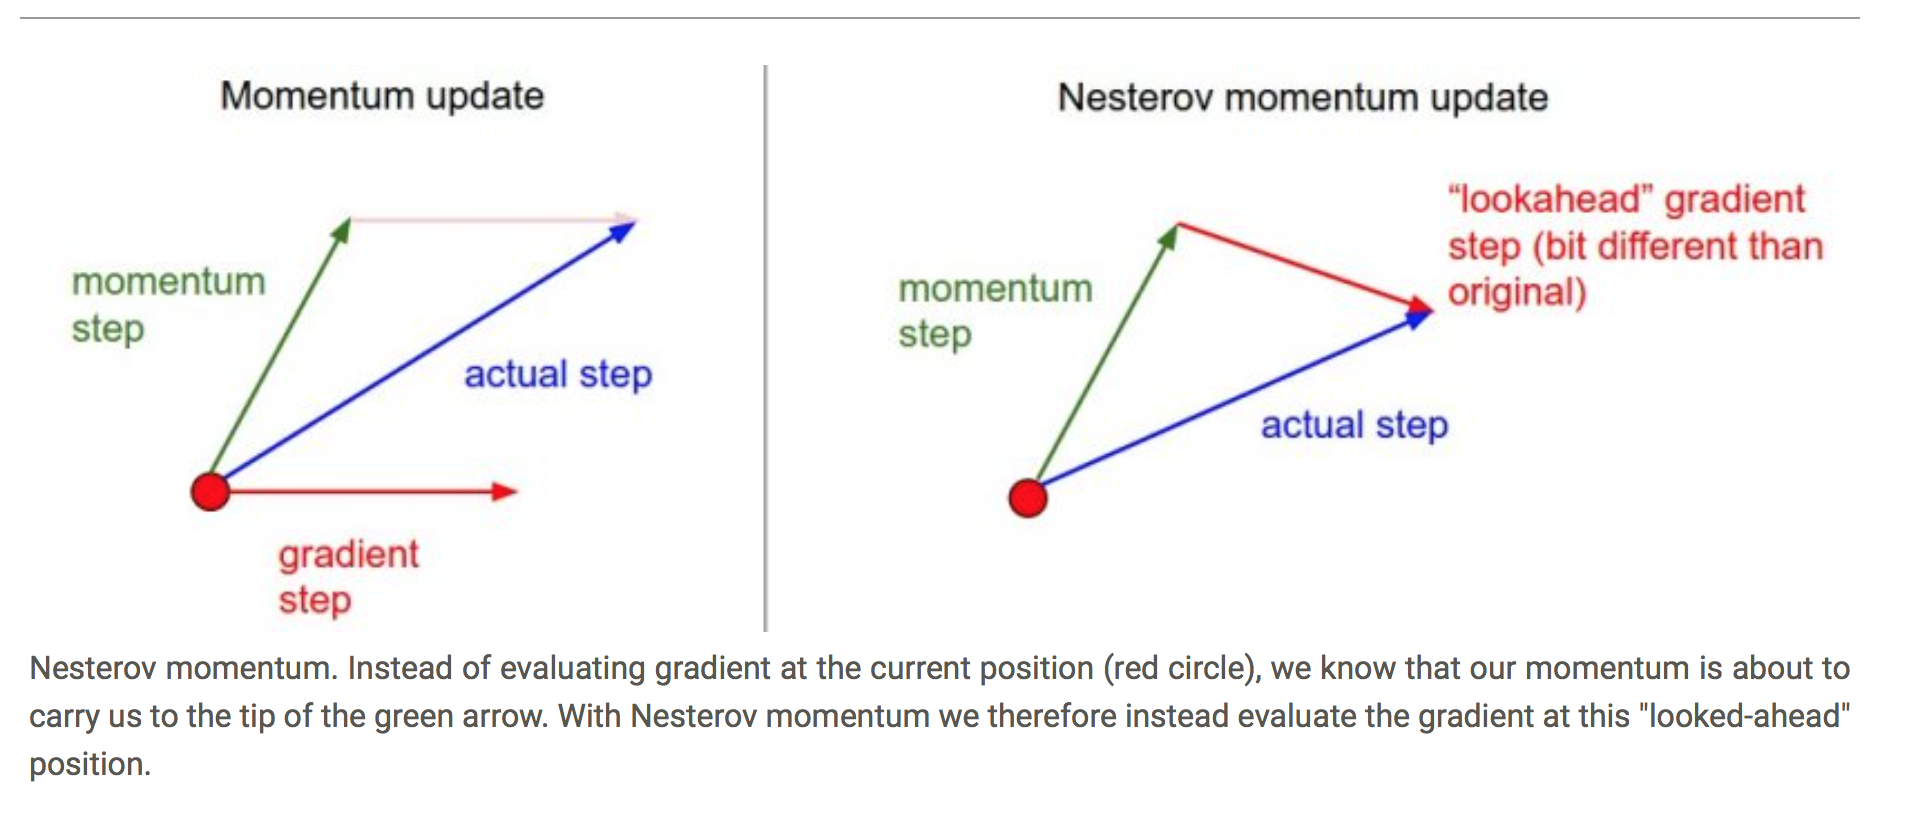 Momentum update
momentum
step
actual step
gradient
step
Nesterov momentum update
“lookahead” gradient
step (bit different than
original)
momentum
step
actual step
Nesterov momentum. Instead of evaluating gradient at the current position (red circle), we know that our momentum is about to
carry us to the tip of the green arrow. With Nesterov momentum we therefore instead evaluate the gradient at this "looked-ahead"
position.